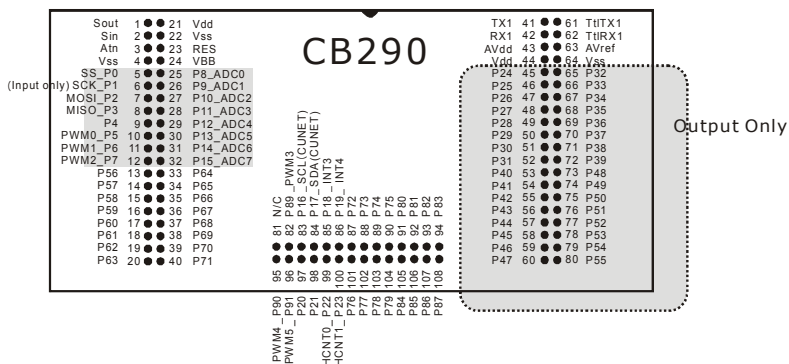 CB290
Sout 1 21 Vdd
Sin 2 22 Vss
Atn 3 23 RES
Vss 4 24 VBB
SS_P0 5 25 P8_ADC0
(Input only) SCK_P1 6 26 P9_ADC1
MOSI_P2 7 27 P10_ADC2
MISO_P3 8 28 P11_ADC3
P4 9 29 P12_ADC4
PWM0_P5 10 30 P13_ADC5
PWM1_P6 11 31 P14_ADC6
PWM2_P7 12 32 P15_ADC7
P56 13 33 P64
P57 14 34 P65
P58 15 35 P66
P59 16 36 P67
P60 17 37 P68
P61 18 38 P69
P62 19 39 P70
P63 20 40 P71
81 N/C
82 P89_PWM3
83 P16_SCL(CUNET)
84 P17_SDA(CUNET)
85 P18_INT3
86 P19_INT4
87 P72
88 P73
89 P74
90 P75
91 P80
92 P81
93 P82
94 P83
PWM4_P90 95
PWM5_P91 96
P20 97
P21 98
HCNT0_P22 99
HCNT1_P23 100
P76 101
P77 102
P78 103
P79 104
P84 105
P85 106
P86 107
P87 108
TX1 41 61 TtlTX1
RX1 42 62 TtlRX1
AVdd 43 63 AVref
Vdd 44 64 Vss
P24 45 65 P32
P25 46 66 P33
P26 47 67 P34
P27 48 68 P35
P28 49 69 P36
P29 50 70 P37
P30 51 71 P38
P31 52 72 P39
P40 53 73 P48
P41 54 74 P49
P42 55 75 P50
P43 56 76 P51
P44 57 77 P52
P45 58 78 P53
P46 59 79 P54
P47 60 80 P55
Output Only